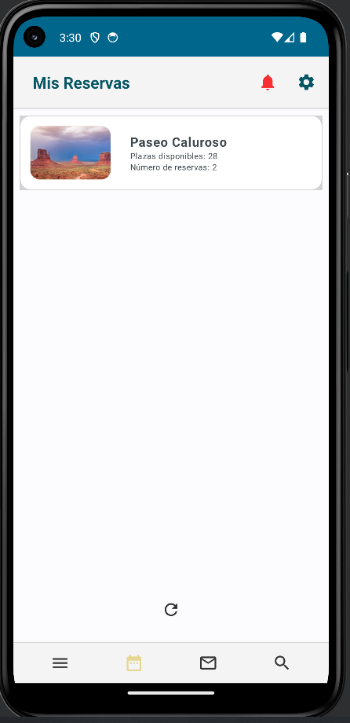 3:30
Mis Reservas
Paseo Caluroso
Plazas disponibles: 28
Número de reservas: 2